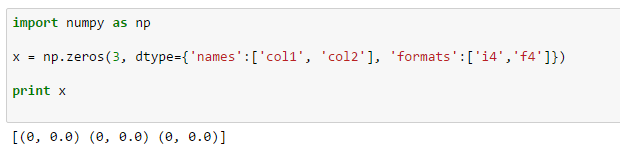 import numpy as np
x = np.zeros(3, dtype={'names':['col1', 'col2'], 'formats':['i4','f4']})
print x
[(0, 0.0) (0, 0.0) (0, 0.0)]